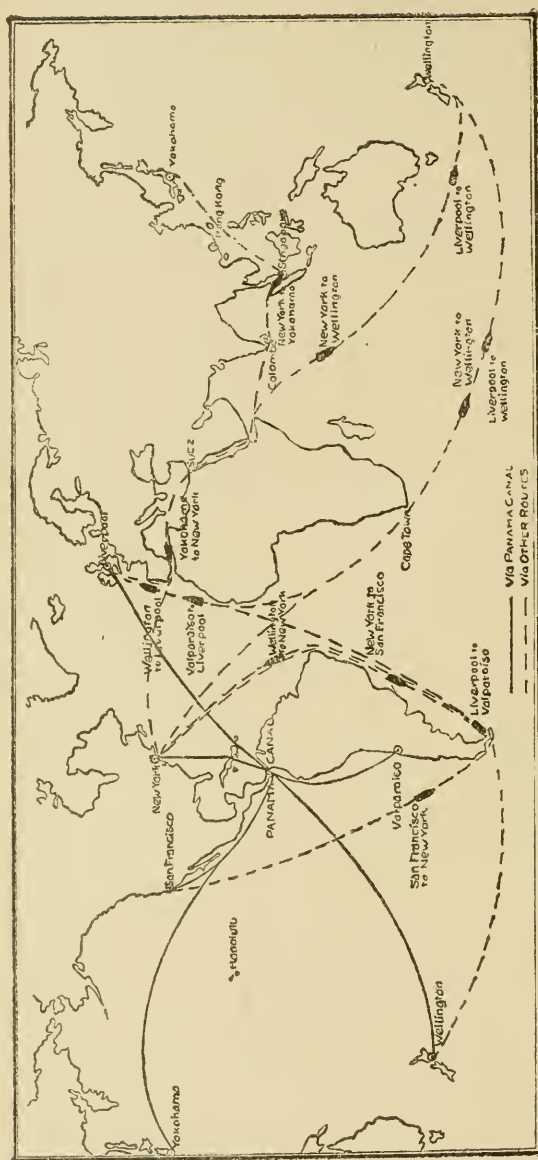 Yokohama
San Francisco
New York
Liverpool
Wellington
to Liverpool
Yokohama
to New York
Suez
Valparaiso to
Liverpool
Hong Kong
Yokohama
Honolulu
PANAMA CANAL
Wellington
to New York
Colombo
New York to
Yokohama
New York to
Wellington
New York to
San Francisco
Valparaiso
Cape Town
San Francisco
to New York
Wellington
Liverpool to
Valparaiso
New York to
Wellington
Liverpool to
Wellington
Liverpool to
Wellington
Wellington
Via PANAMA CANAL
Via OTHER ROUTES